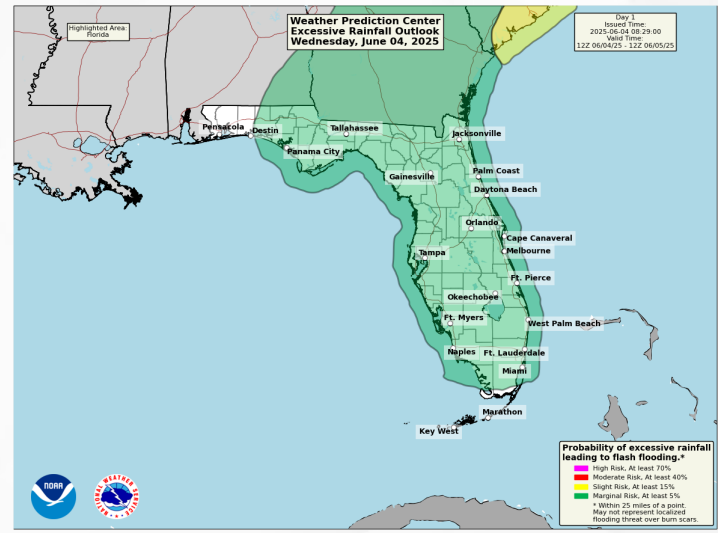 Highlighted Area:
Florida
Weather Prediction Center
Excessive Rainfall Outlook
Wednesday, June 04, 2025
Day 1
Issued Time:
2025-06-04 08:29:00
Valid Time:
12Z 06/04/25 - 12Z 06/05/25
Pensacola
Destin
Tallahassee
Jacksonville
Panama City
Gainesville
Palm Coast
Daytona Beach
Orlando
Cape Canaveral
Melbourne
Tampa
Ft. Pierce
Okeechobee
Ft. Myers
West Palm Beach
Naples
Ft. Lauderdale
Miami
Marathon
Key West
Probability of excessive rainfall
leading to flash flooding.*
High Risk, At least 70%
Moderate Risk, At least 40%
Slight Risk, At least 15%
Marginal Risk, At least 5%
* Within 25 miles of a point.
May not represent localized
flooding threat over burn scars.
NOAA
NATIONAL WEATHER SERVICE